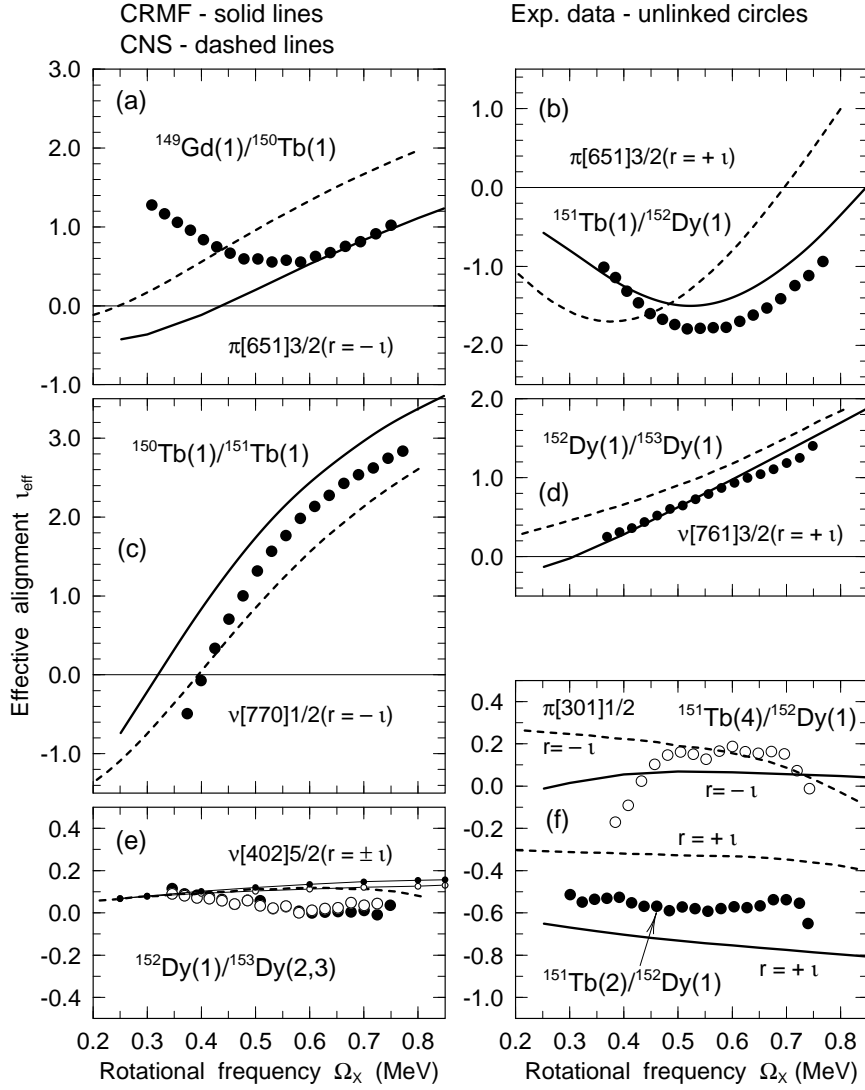 CRMF - solid lines
CNS - dashed lines
Exp. data - unlinked circles
3.0
2.0
1.0
0.0
-1.0
(a)
¹⁴⁹Gd(1)/¹⁵⁰Tb(1)
π[651]3/2(r = − ι)
1.0
0.0
-1.0
-2.0
(b)
π[651]3/2(r = + ι)
¹⁵¹Tb(1)/¹⁵²Dy(1)
Effective alignment ι_eff
3.0
2.0
1.0
0.0
-1.0
¹⁵⁰Tb(1)/¹⁵¹Tb(1)
(c)
ν[770]1/2(r = − ι)
2.0
1.0
0.0
¹⁵²Dy(1)/¹⁵³Dy(1)
(d)
ν[761]3/2(r = + ι)
0.4
0.2
0.0
-0.2
-0.4
(e)
ν[402]5/2(r = ± ι)
¹⁵²Dy(1)/¹⁵³Dy(2,3)
0.2 0.3 0.4 0.5 0.6 0.7 0.8
Rotational frequency Ωₓ (MeV)
0.4
0.2
0.0
-0.2
-0.4
-0.6
-0.8
-1.0
π[301]1/2
¹⁵¹Tb(4)/¹⁵²Dy(1)
r= − ι
r= − ι
(f)
r = + ι
¹⁵¹Tb(2)/¹⁵²Dy(1)
r = + ι
0.2 0.3 0.4 0.5 0.6 0.7 0.8
Rotational frequency Ωₓ (MeV)